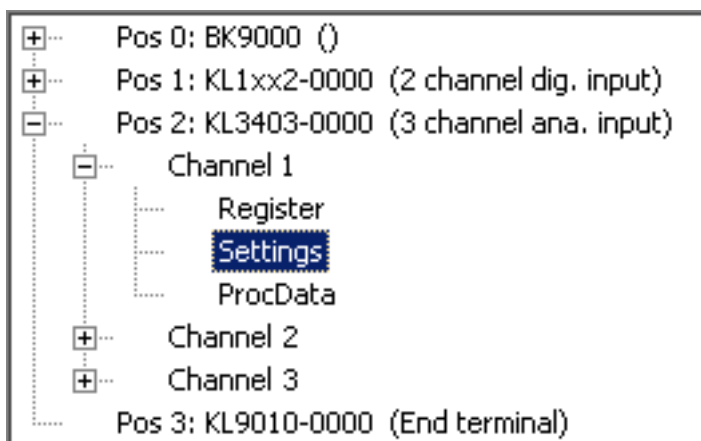 Pos 0: BK9000 ()
Pos 1: KL1xx2-0000 (2 channel dig. input)
Pos 2: KL3403-0000 (3 channel ana. input)
Channel 1
Register
Settings
ProcData
Channel 2
Channel 3
Pos 3: KL9010-0000 (End terminal)